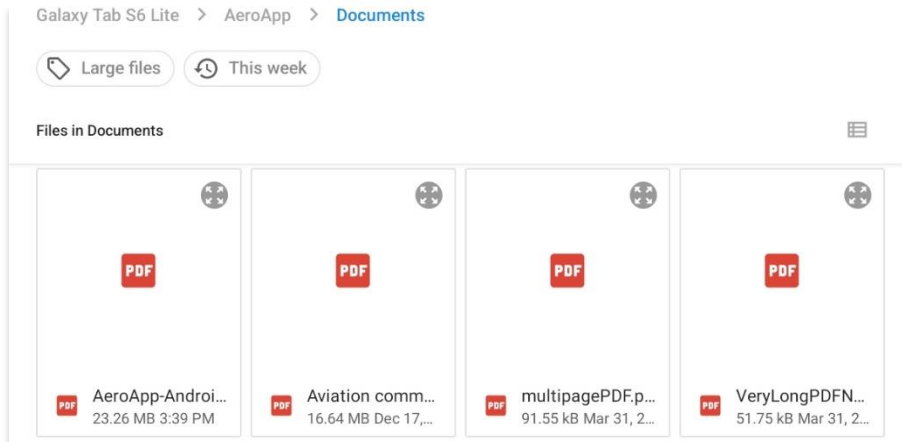 Galaxy Tab S6 Lite > AeroApp > Documents
Large files This week
Files in Documents
PDF PDF PDF PDF
PDF AeroApp-Androi... PDF Aviation comm... PDF multipagePDF.p... PDF VeryLongPDFN...
23.26 MB 3:39 PM 16.64 MB Dec 17,... 91.55 kB Mar 31, 2... 51.75 kB Mar 31, 2...